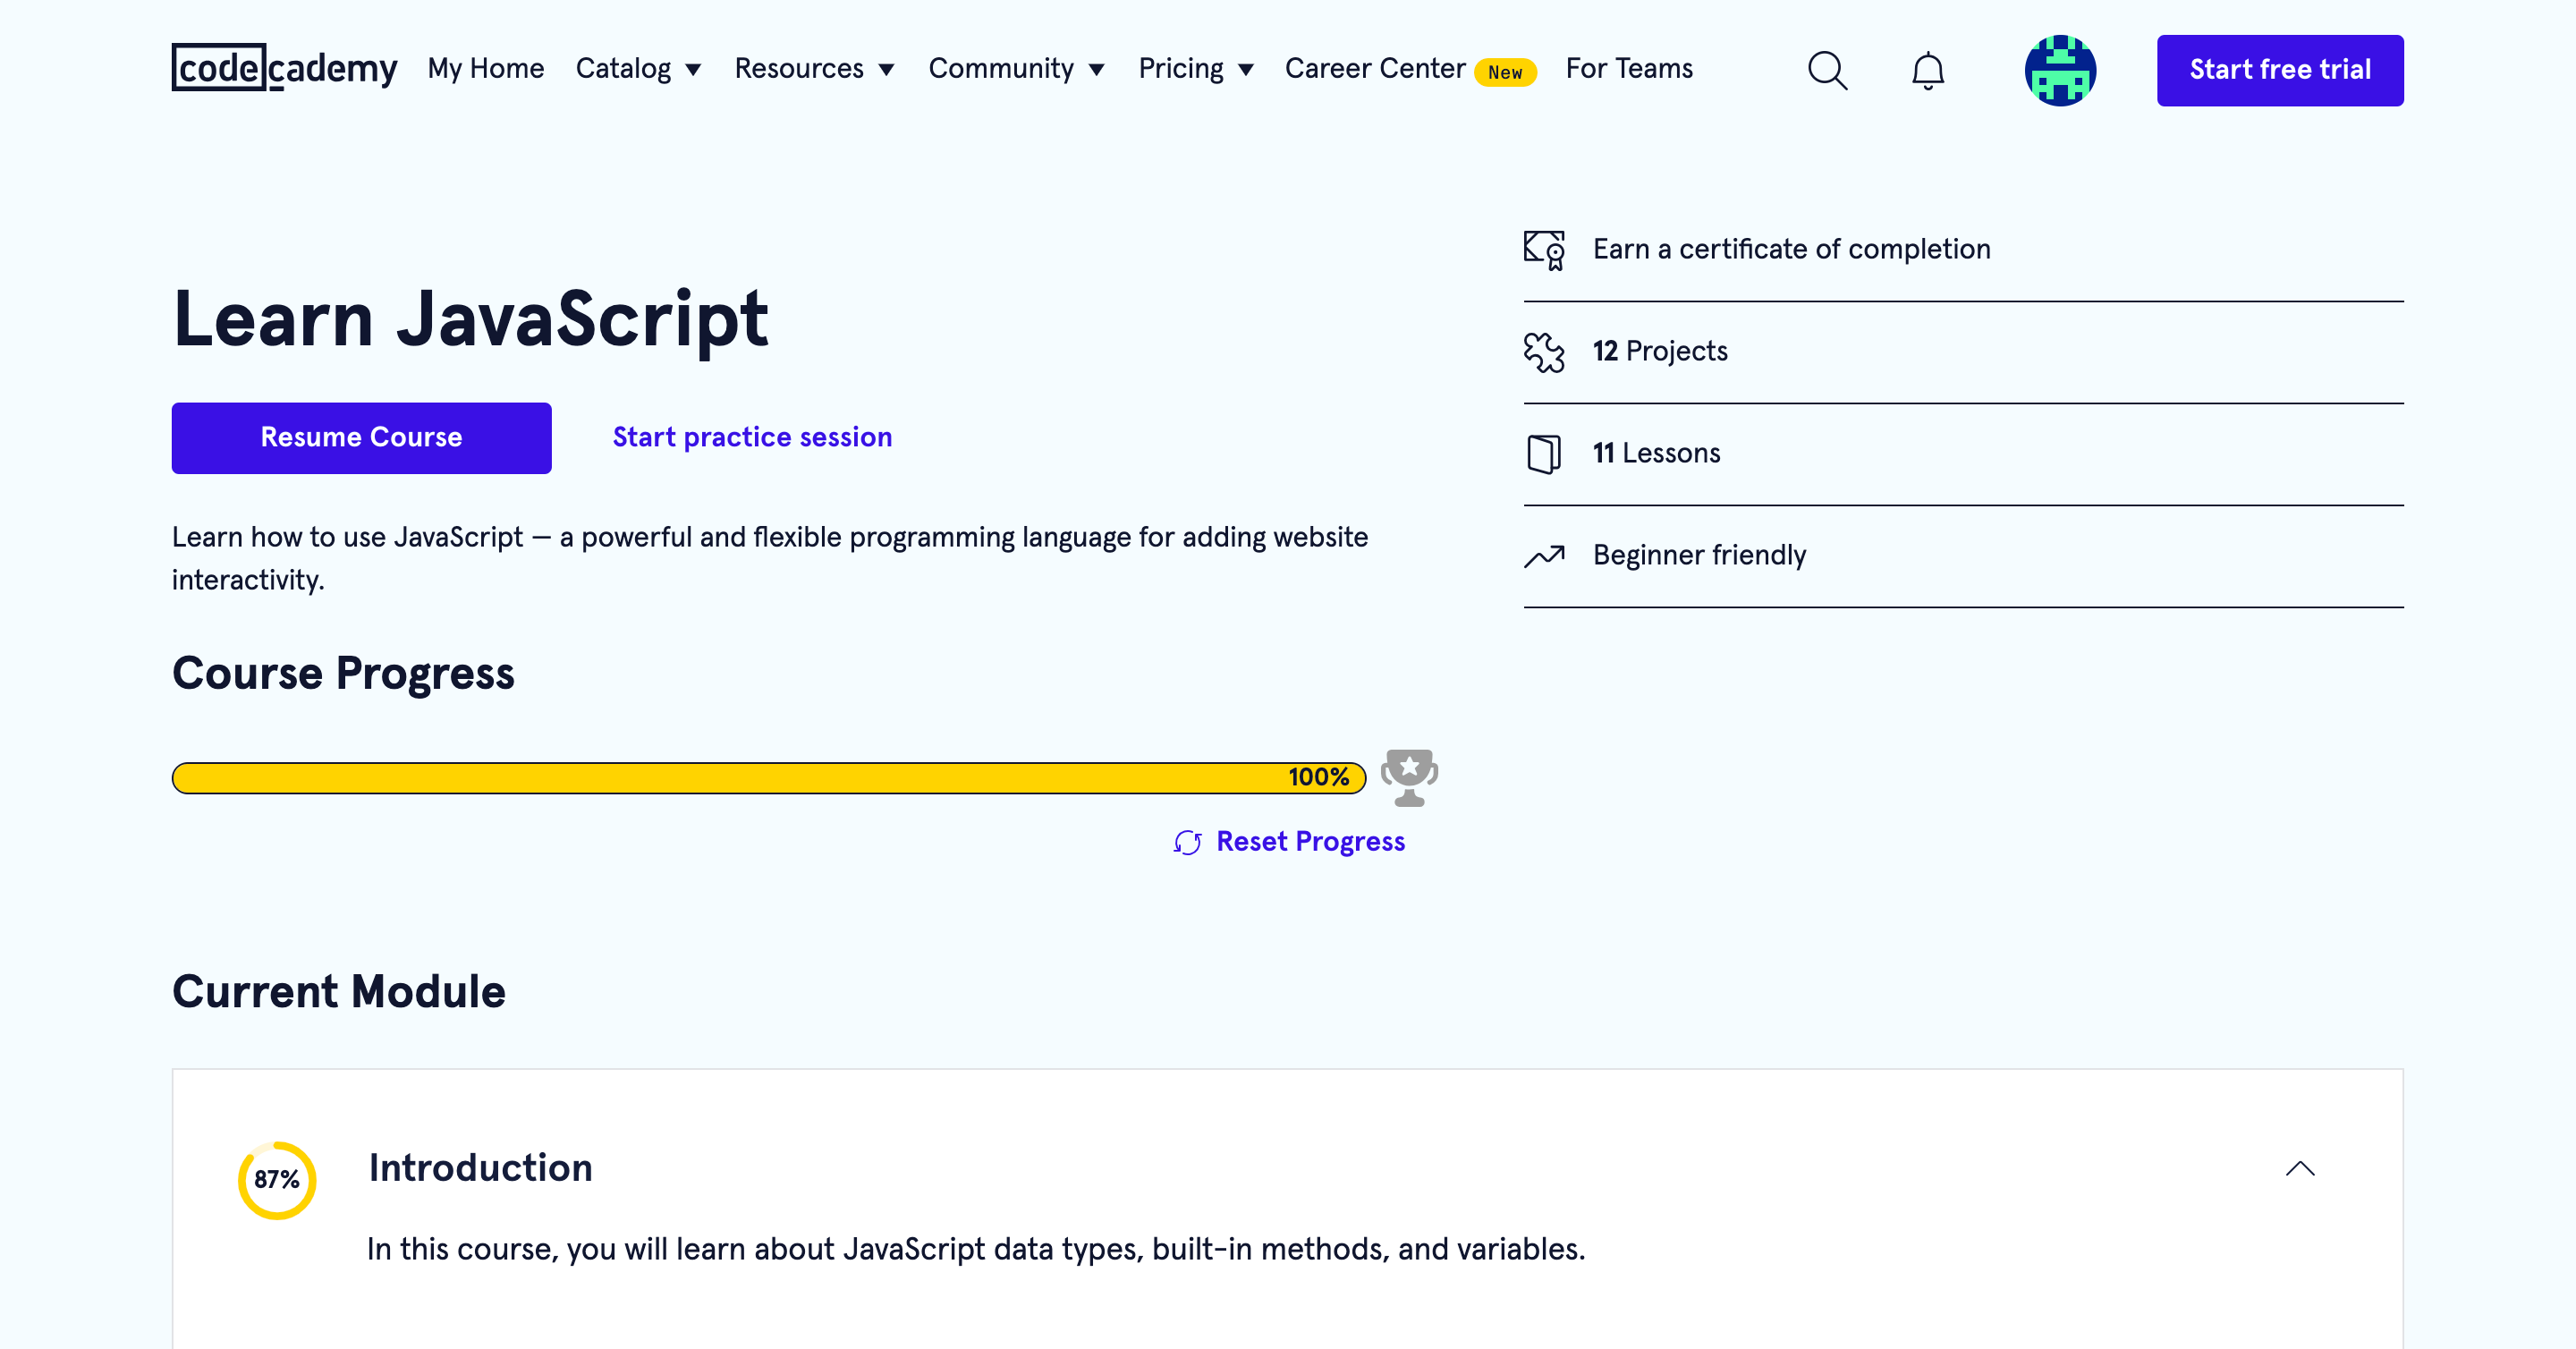 codecademy My Home Catalog Resources Community Pricing Career Center New For Teams Start free trial
Learn JavaScript
Resume Course Start practice session
Learn how to use JavaScript — a powerful and flexible programming language for adding website
interactivity.
Earn a certificate of completion
12 Projects
11 Lessons
Beginner friendly
Course Progress
100%
Reset Progress
Current Module
87% Introduction
In this course, you will learn about JavaScript data types, built-in methods, and variables.